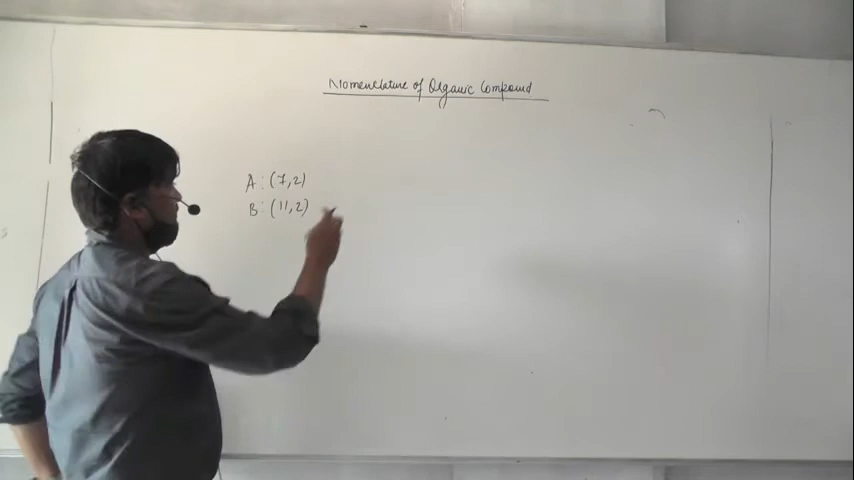 Nomenclature of Organic Compound
A : (7,2)
B : (11,2)